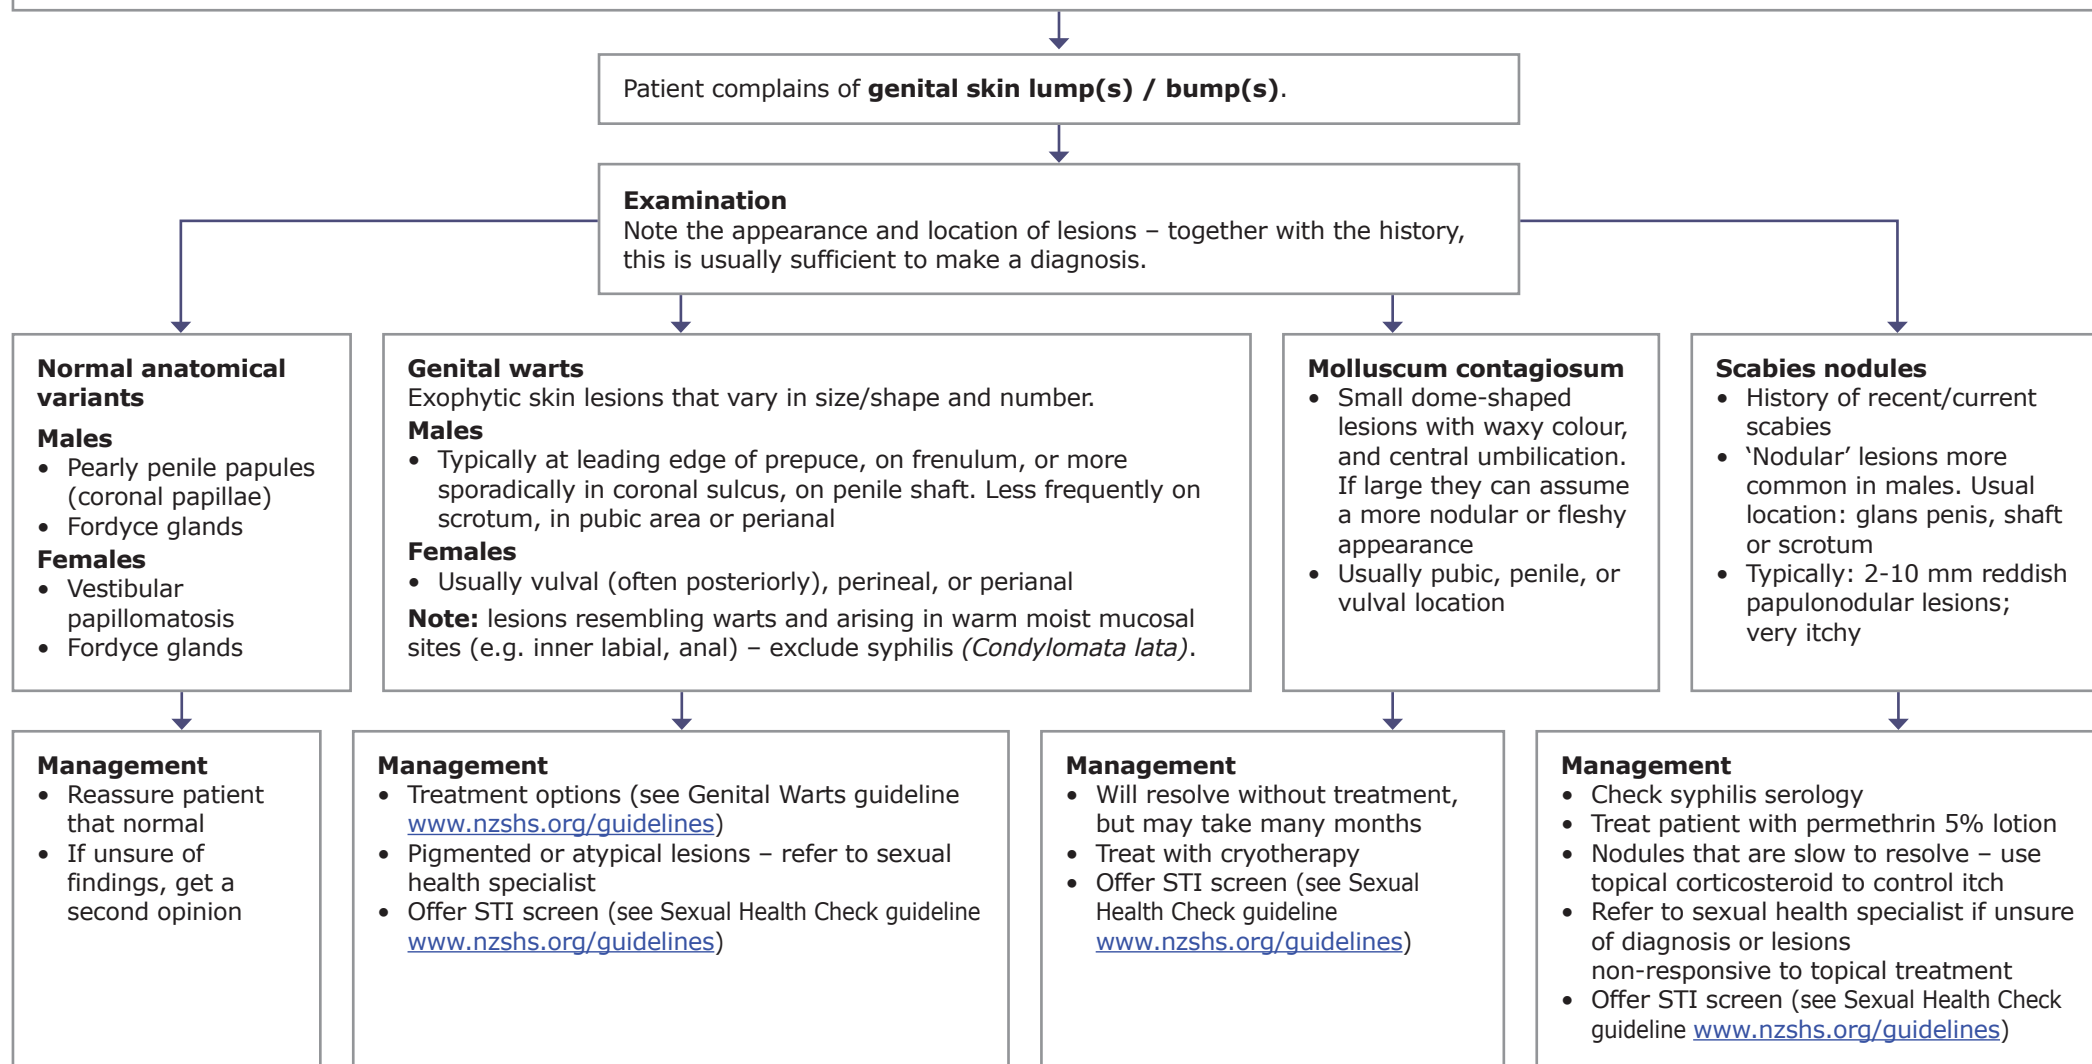 Patient complains of genital skin lump(s) / bump(s).
Examination
Note the appearance and location of lesions – together with the history,
this is usually sufficient to make a diagnosis.
Normal anatomical
variants
Males
• Pearly penile papules
(coronal papillae)
• Fordyce glands
Females
• Vestibular
papillomatosis
• Fordyce glands
Genital warts
Exophytic skin lesions that vary in size/shape and number.
Males
• Typically at leading edge of prepuce, on frenulum, or more
sporadically in coronal sulcus, on penile shaft. Less frequently on
scrotum, in pubic area or perianal
Females
• Usually vulval (often posteriorly), perineal, or perianal
Note: lesions resembling warts and arising in warm moist mucosal
sites (e.g. inner labial, anal) – exclude syphilis (Condylomata lata).
Molluscum contagiosum
• Small dome-shaped
lesions with waxy colour,
and central umbilication.
If large they can assume
a more nodular or fleshy
appearance
• Usually pubic, penile, or
vulval location
Scabies nodules
• History of recent/current
scabies
• ‘Nodular’ lesions more
common in males. Usual
location: glans penis, shaft
or scrotum
• Typically: 2-10 mm reddish
papulonodular lesions;
very itchy
Management
• Reassure patient
that normal
• If unsure of
findings, get a
second opinion
Management
• Treatment options (see Genital Warts guideline
www.nzshs.org/guidelines)
• Pigmented or atypical lesions – refer to sexual
health specialist
• Offer STI screen (see Sexual Health Check guideline
www.nzshs.org/guidelines)
Management
• Will resolve without treatment,
but may take many months
• Treat with cryotherapy
• Offer STI screen (see Sexual
Health Check guideline
www.nzshs.org/guidelines)
Management
• Check syphilis serology
• Treat patient with permethrin 5% lotion
• Nodules that are slow to resolve – use
topical corticosteroid to control itch
• Refer to sexual health specialist if unsure
of diagnosis or lesions
non-responsive to topical treatment
• Offer STI screen (see Sexual Health Check
guideline www.nzshs.org/guidelines)